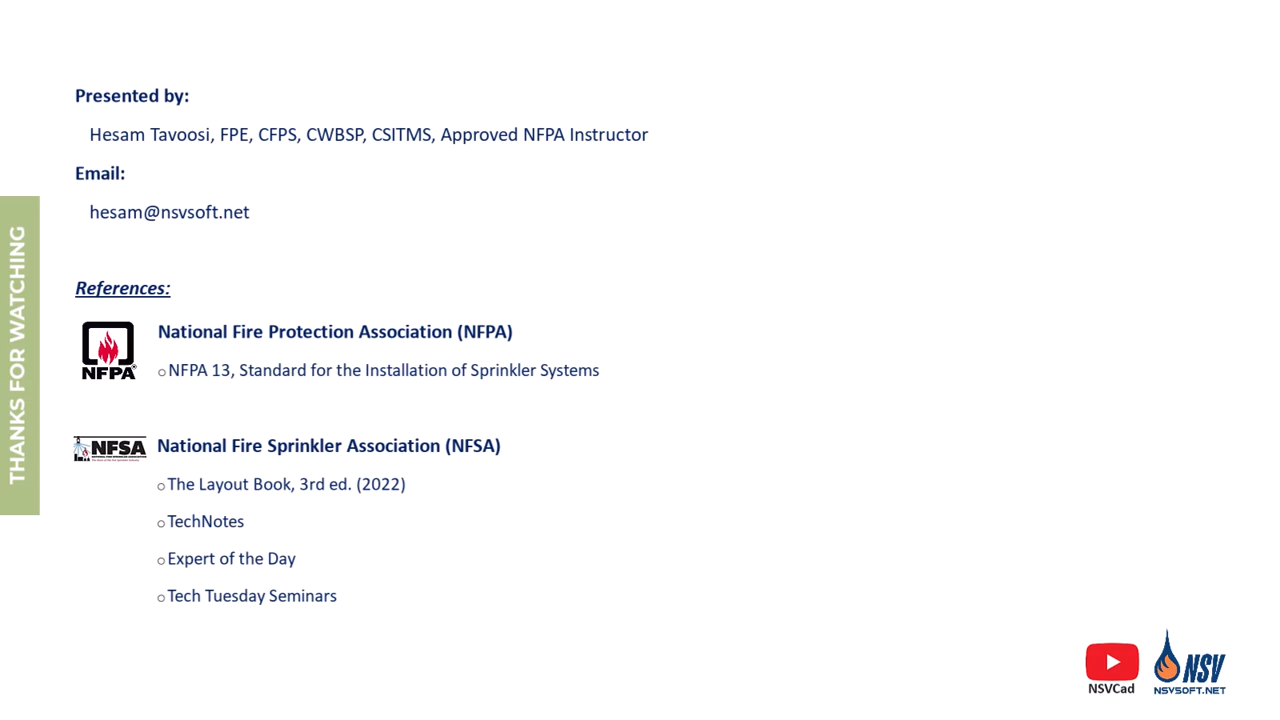 Presented by:
Hesam Tavoosi, FPE, CFPS, CWBSP, CSITMS, Approved NFPA Instructor
Email:
hesam@nsvsoft.net
THANKS FOR WATCHING
References:
NFPA
National Fire Protection Association (NFPA)
NFPA 13, Standard for the Installation of Sprinkler Systems
NFSA
National Fire Sprinkler Association (NFSA)
The Layout Book, 3rd ed. (2022)
TechNotes
Expert of the Day
Tech Tuesday Seminars
NSVCad
NSV
NSVSOFT.NET